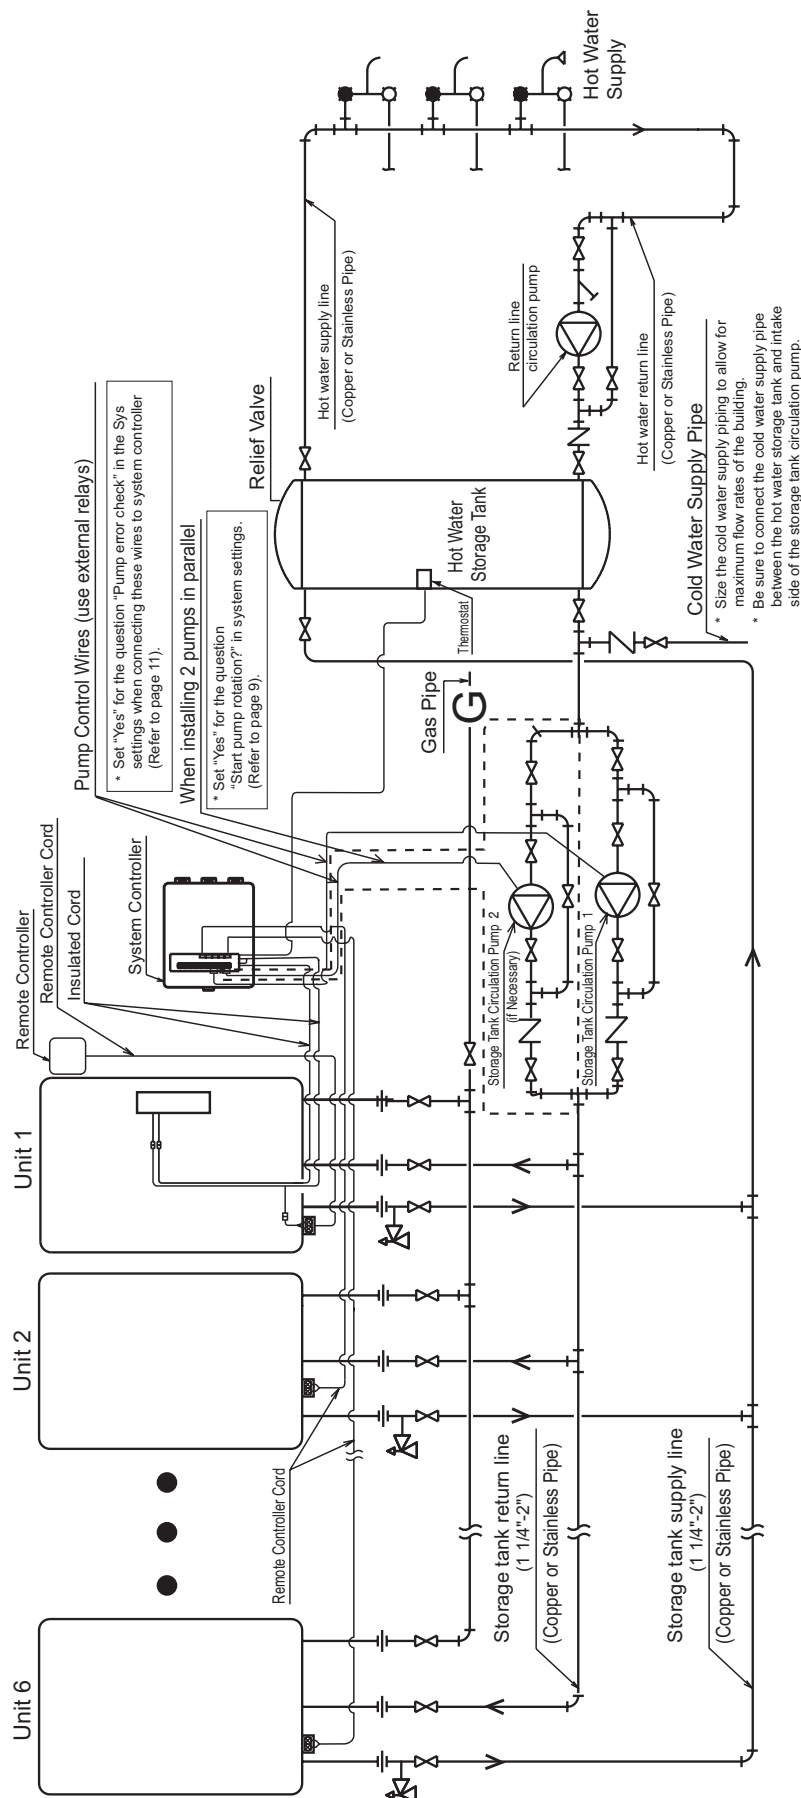 Unit 6
Unit 2
Unit 1
Remote Controller
Remote Controller Cord
Insulated Cord
System Controller
Pump Control Wires (use external relays)
* Set “Yes” for the question “Pump error check” in the Sys
settings when connecting these wires to system controller
(Refer to page 11).
When installing 2 pumps in parallel
* Set “Yes” for the question
“Start pump rotation?” in system settings.
(Refer to page 9).
Relief Valve
Hot water supply line
(Copper or Stainless Pipe)
Hot Water
Supply
Remote Controller Cord
Gas Pipe
G
Thermostat
Hot Water
Storage Tank
Return line
circulation pump
Storage Tank Circulation Pump 2
(if Necessary)
Storage Tank Circulation Pump 1
Hot water return line
(Copper or Stainless Pipe)
Storage tank return line
(1 1/4"-2")
(Copper or Stainless Pipe)
Storage tank supply line
(1 1/4"-2")
(Copper or Stainless Pipe)
Cold Water Supply Pipe
* Size the cold water supply piping to allow for
maximum flow rates of the building.
* Be sure to connect the cold water supply pipe
between the hot water storage tank and intake
side of the storage tank circulation pump.